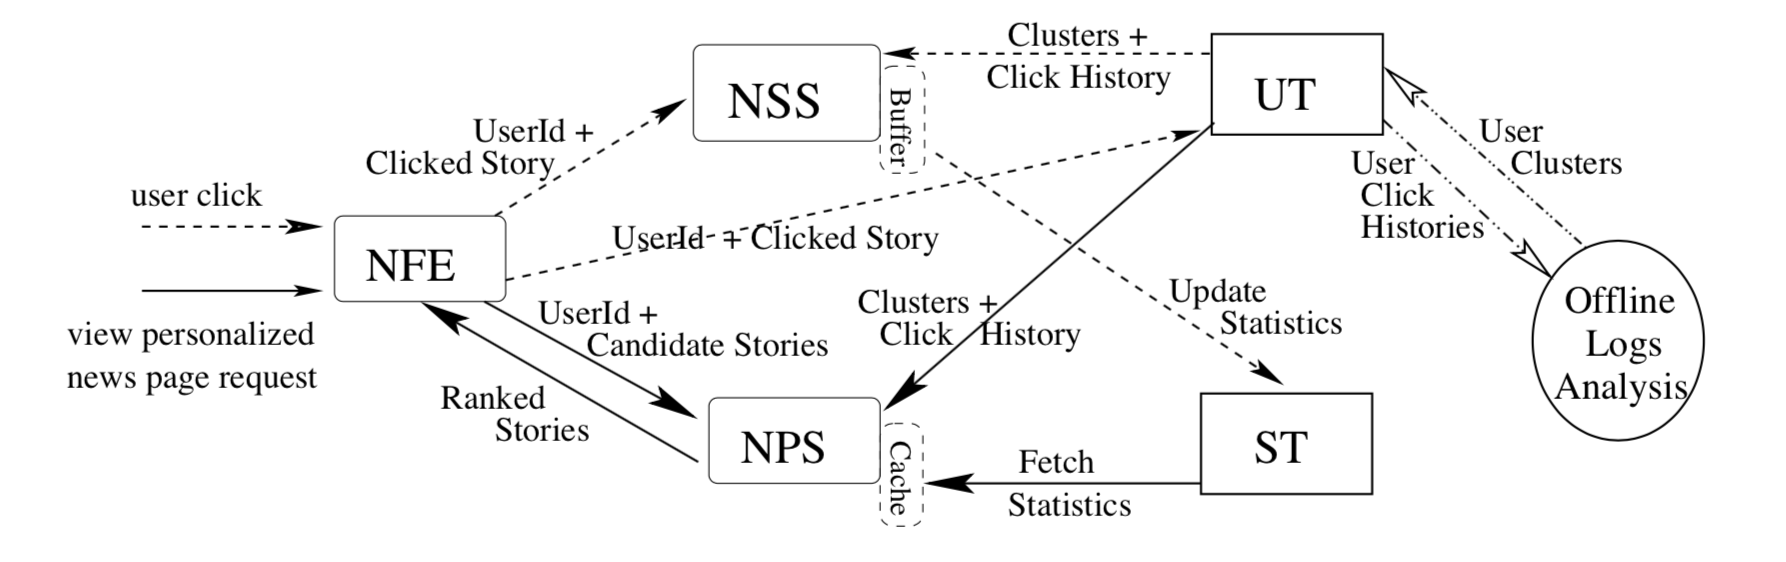 Clusters +
Click History
NSS
Buffer
UT
UserId +
Clicked Story
User
Clusters
User
Click
Histories
user click
UserId + Clicked Story
NFE
view personalized
news page request
UserId +
Candidate Stories
Clusters +
Click History
Update
Statistics
Offline
Logs
Analysis
Ranked
Stories
NPS
Cache
Fetch
Statistics
ST